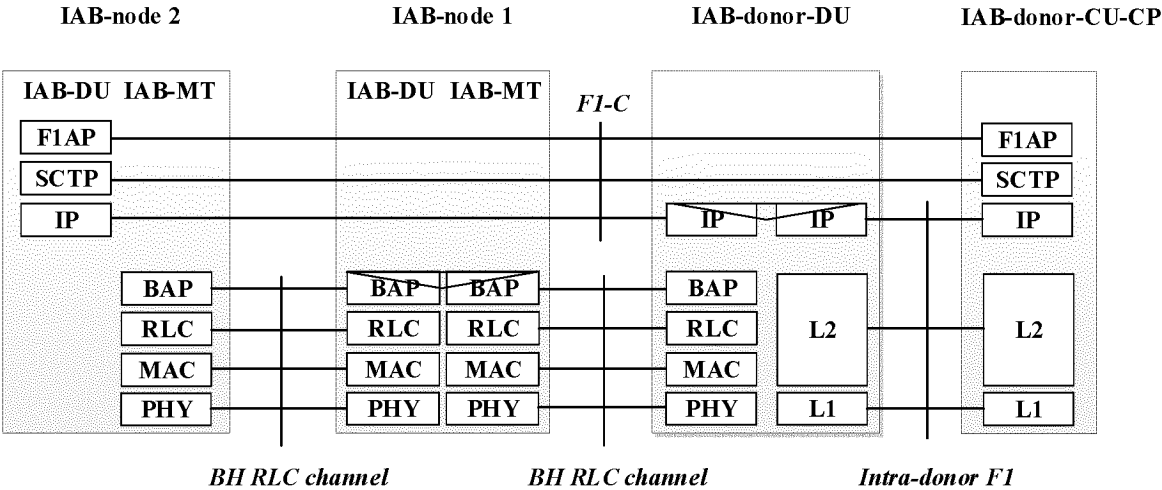 IAB-node 2 IAB-node 1 IAB-donor-DU IAB-donor-CU-CP
IAB-DU IAB-MT IAB-DU IAB-MT
F1-C
F1AP F1AP
SCTP SCTP
IP IP IP IP
BAP BAP BAP BAP
RLC RLC RLC RLC L2 L2
MAC MAC MAC MAC
PHY PHY PHY PHY L1 L1
BH RLC channel BH RLC channel Intra-donor F1